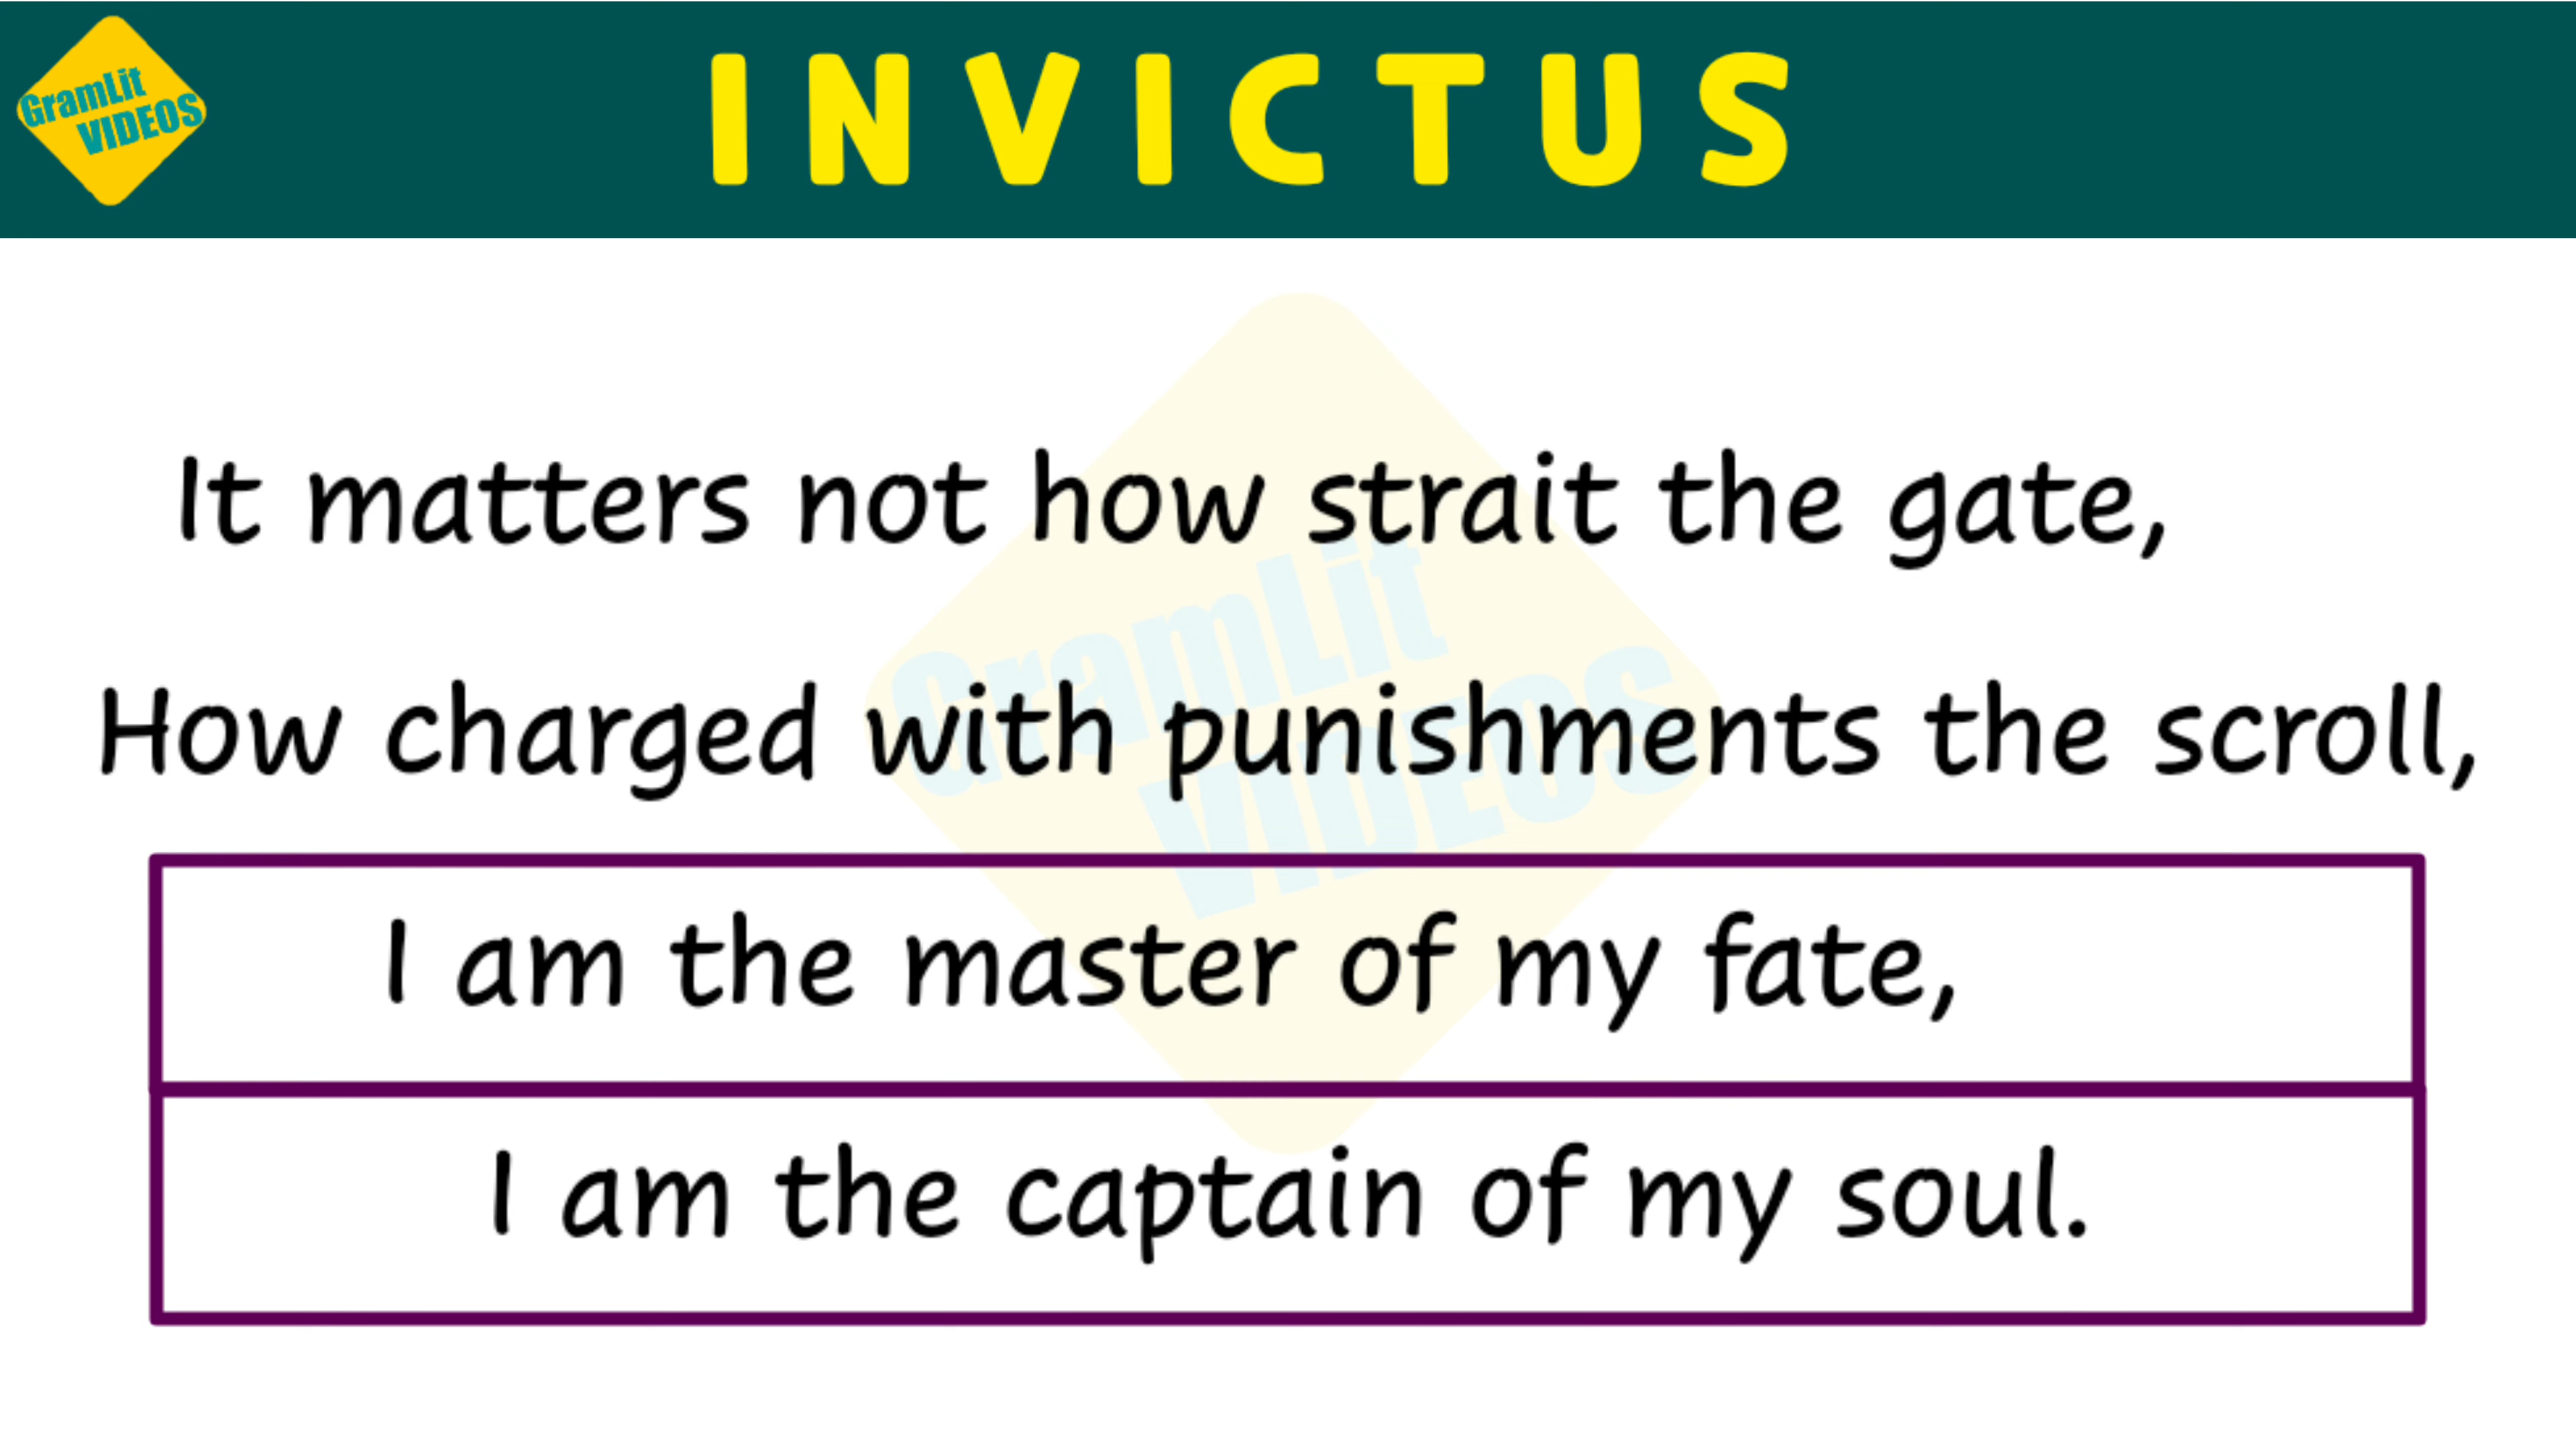 GramLit
VIDEOS
INVICTUS
It matters not how strait the gate,
How charged with punishments the scroll,
I am the master of my fate,
I am the captain of my soul.
GramLit
VIDEOS